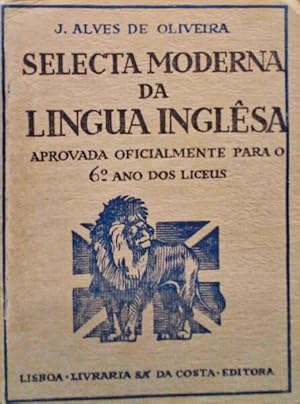 J. ALVES DE OLIVEIRA
SELECTA MODERNA
DA
LINGUA INGLÊSA
APROVADA OFICIALMENTE PARA O
6º ANO DOS LICEUS
LISBOA • LIVRARIA SÁ DA COSTA • EDITORA